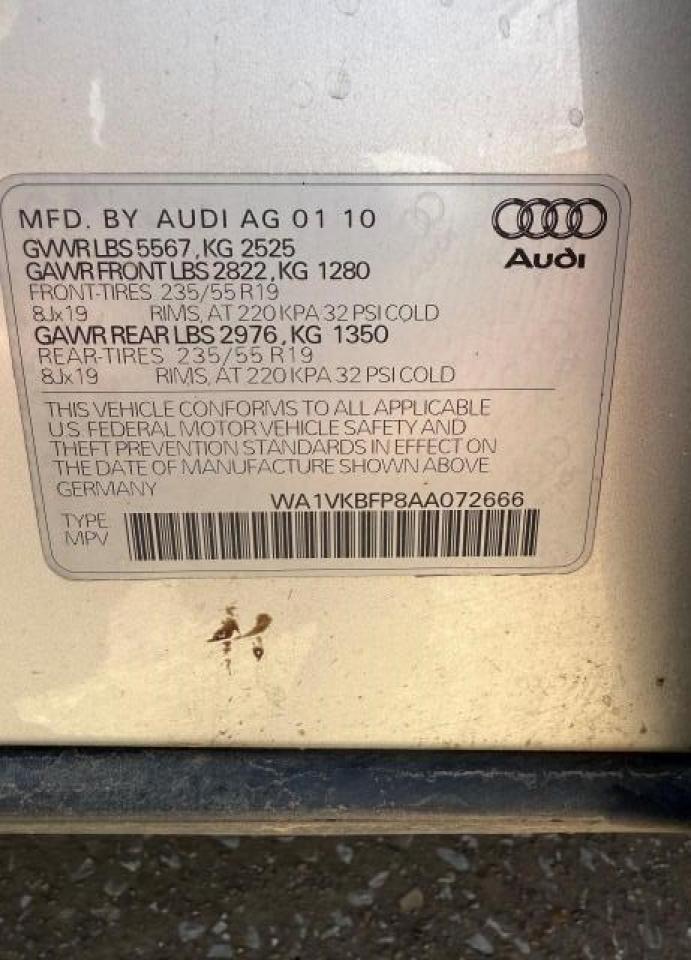 MFD. BY AUDI AG 01 10
Audi
GVWR LBS 5567, KG 2525
GAWR FRONT LBS 2822, KG 1280
FRONT-TIRES 235/55 R19
8Jx19 RIMS, AT 220 KPA 32 PSI COLD
GAWR REAR LBS 2976, KG 1350
REAR-TIRES 235/55 R19
8Jx19 RIMS, AT 220 KPA 32 PSI COLD
THIS VEHICLE CONFORMS TO ALL APPLICABLE
U.S. FEDERAL MOTOR VEHICLE SAFETY AND
THEFT PREVENTION STANDARDS IN EFFECT ON
THE DATE OF MANUFACTURE SHOWN ABOVE
GERMANY
WA1VKBFP8AA072666
TYPE
MPV